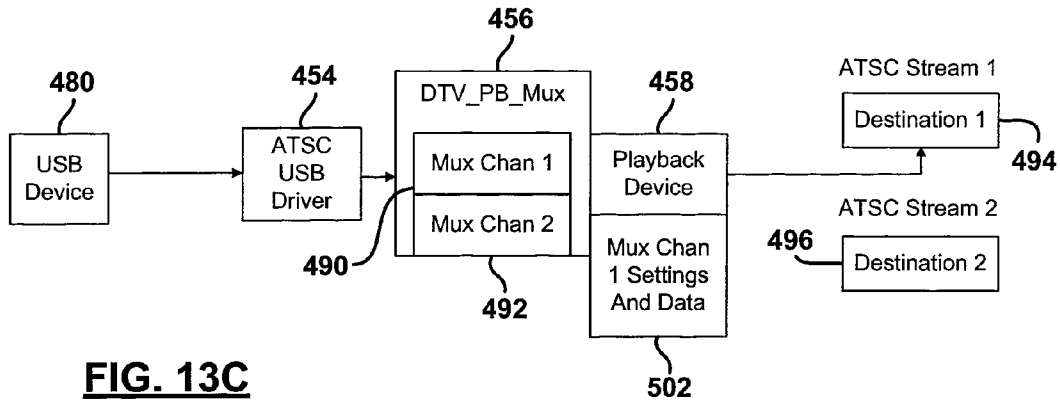 456
480
454
458
ATSC Stream 1
DTV_PB_Mux
Destination 1
USB
Device
ATSC
USB
Driver
Mux Chan 1
Playback
Device
494
ATSC Stream 2
Mux Chan 2
490
496
Destination 2
Mux Chan
1 Settings
And Data
492
FIG. 13C
502